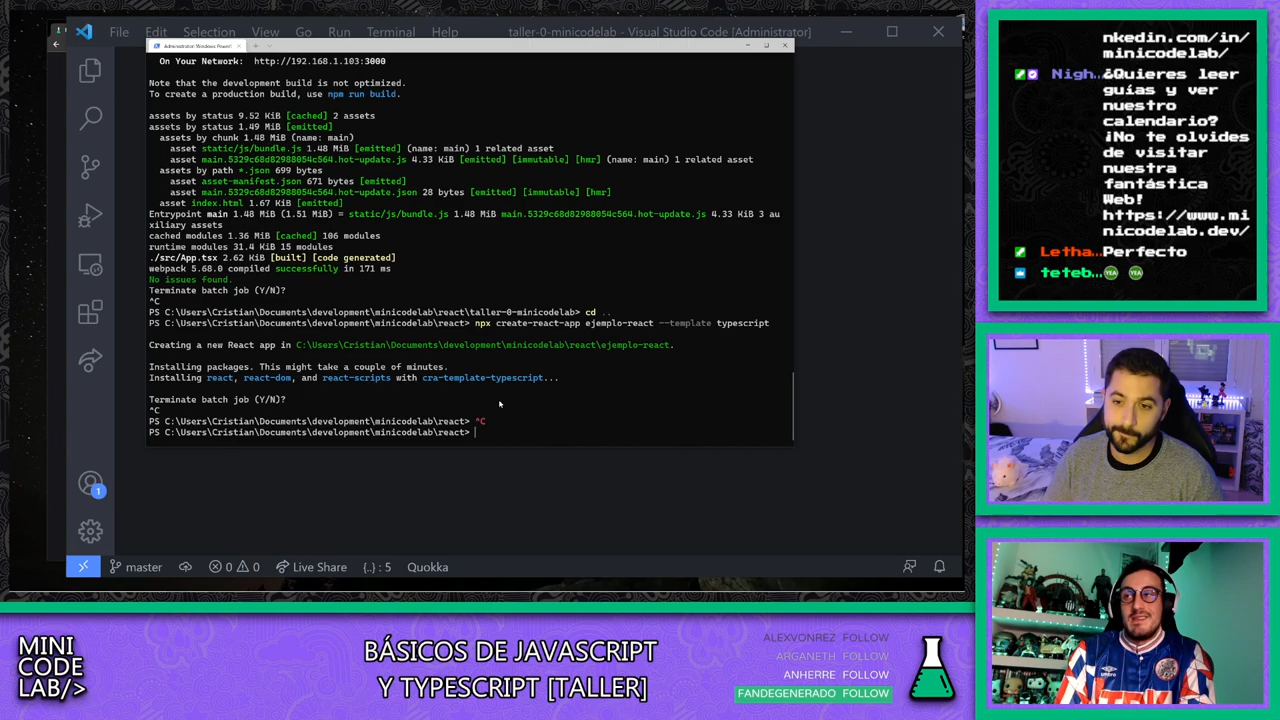 File Edit Selection View Go Run Terminal Help taller-0-minicodelab - Visual Studio Code [Administrator]
Administrator: Windows PowerS
On Your Network: http://192.168.1.103:3000
Note that the development build is not optimized.
To create a production build, use npm run build.
assets by status 9.52 KiB [cached] 2 assets
assets by status 1.49 MiB [emitted]
assets by chunk 1.48 MiB (name: main)
asset static/js/bundle.js 1.48 MiB [emitted] (name: main) 1 related asset
asset main.5329c68d82988054c564.hot-update.js 4.33 KiB [emitted] [immutable] [hmr] (name: main) 1 related asset
assets by path *.json 699 bytes
asset asset-manifest.json 671 bytes [emitted]
asset main.5329c68d82988054c564.hot-update.json 28 bytes [emitted] [immutable] [hmr]
asset index.html 1.67 KiB [emitted]
Entrypoint main 1.48 MiB (1.51 MiB) = static/js/bundle.js 1.48 MiB main.5329c68d82988054c564.hot-update.js 4.33 KiB 3 au
xiliary assets
cached modules 1.36 MiB [cached] 106 modules
runtime modules 31.4 KiB 15 modules
./src/App.tsx 2.62 KiB [built] [code generated]
webpack 5.68.0 compiled successfully in 171 ms
No issues found.
Terminate batch job (Y/N)?
^C
PS C:\Users\Cristian\Documents\development\minicodelab\react\taller-0-minicodelab> cd ..
PS C:\Users\Cristian\Documents\development\minicodelab\react> npx create-react-app ejemplo-react --template typescript
Creating a new React app in C:\Users\Cristian\Documents\development\minicodelab\react\ejemplo-react.
Installing packages. This might take a couple of minutes.
Installing react, react-dom, and react-scripts with cra-template-typescript...
Terminate batch job (Y/N)?
^C
PS C:\Users\Cristian\Documents\development\minicodelab\react> ^C
PS C:\Users\Cristian\Documents\development\minicodelab\react>
1
master 0 0 Live Share {..} : 5 Quokka
nkedin.com/in/
minicodelab/
Nigh... ¿Quieres leer
guías y ver
nuestro
calendario?
¡No te olvides
de visitar
nuestra
fantástica
Web!
https://www.mi
nicodelab.dev/
Letha... Perfecto
teteb... YEA YEA
MINI
CODE
LAB/>
BÁSICOS DE JAVASCRIPT
Y TYPESCRIPT [TALLER]
ALEXVONREZ FOLLOW
ARGANETH FOLLOW
ANHERRE FOLLOW
FANDEGENERADO FOLLOW
umbro